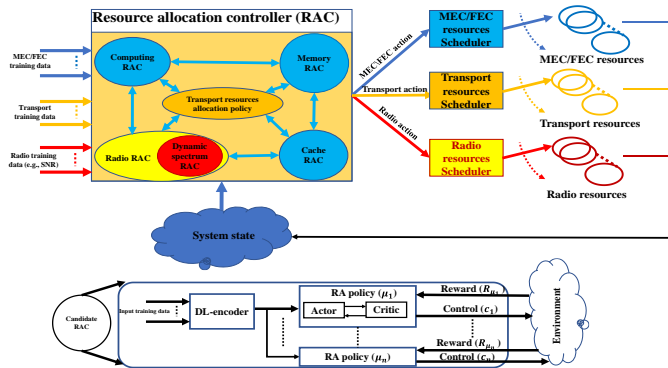 Resource allocation controller (RAC)
MEC/FEC
training data
Transport
training data
Radio training
data (e.g., SNR)
Computing
RAC
Memory
RAC
Transport resources
allocation policy
Radio RAC
Dynamic
spectrum
RAC
Cache
RAC
MEC\FEC action
Transport action
Radio action
MEC/FEC
resources
Scheduler
Transport
resources
Scheduler
Radio
resources
Scheduler
MEC/FEC resources
Transport resources
Radio resources
System state
Candidate
RAC
Input training data
DL-encoder
RA policy (μ₁)
Actor
Critic
RA policy (μₙ)
Reward (R_μ₁)
Control (c₁)
Reward (R_μₙ)
Control (cₙ)
Environment